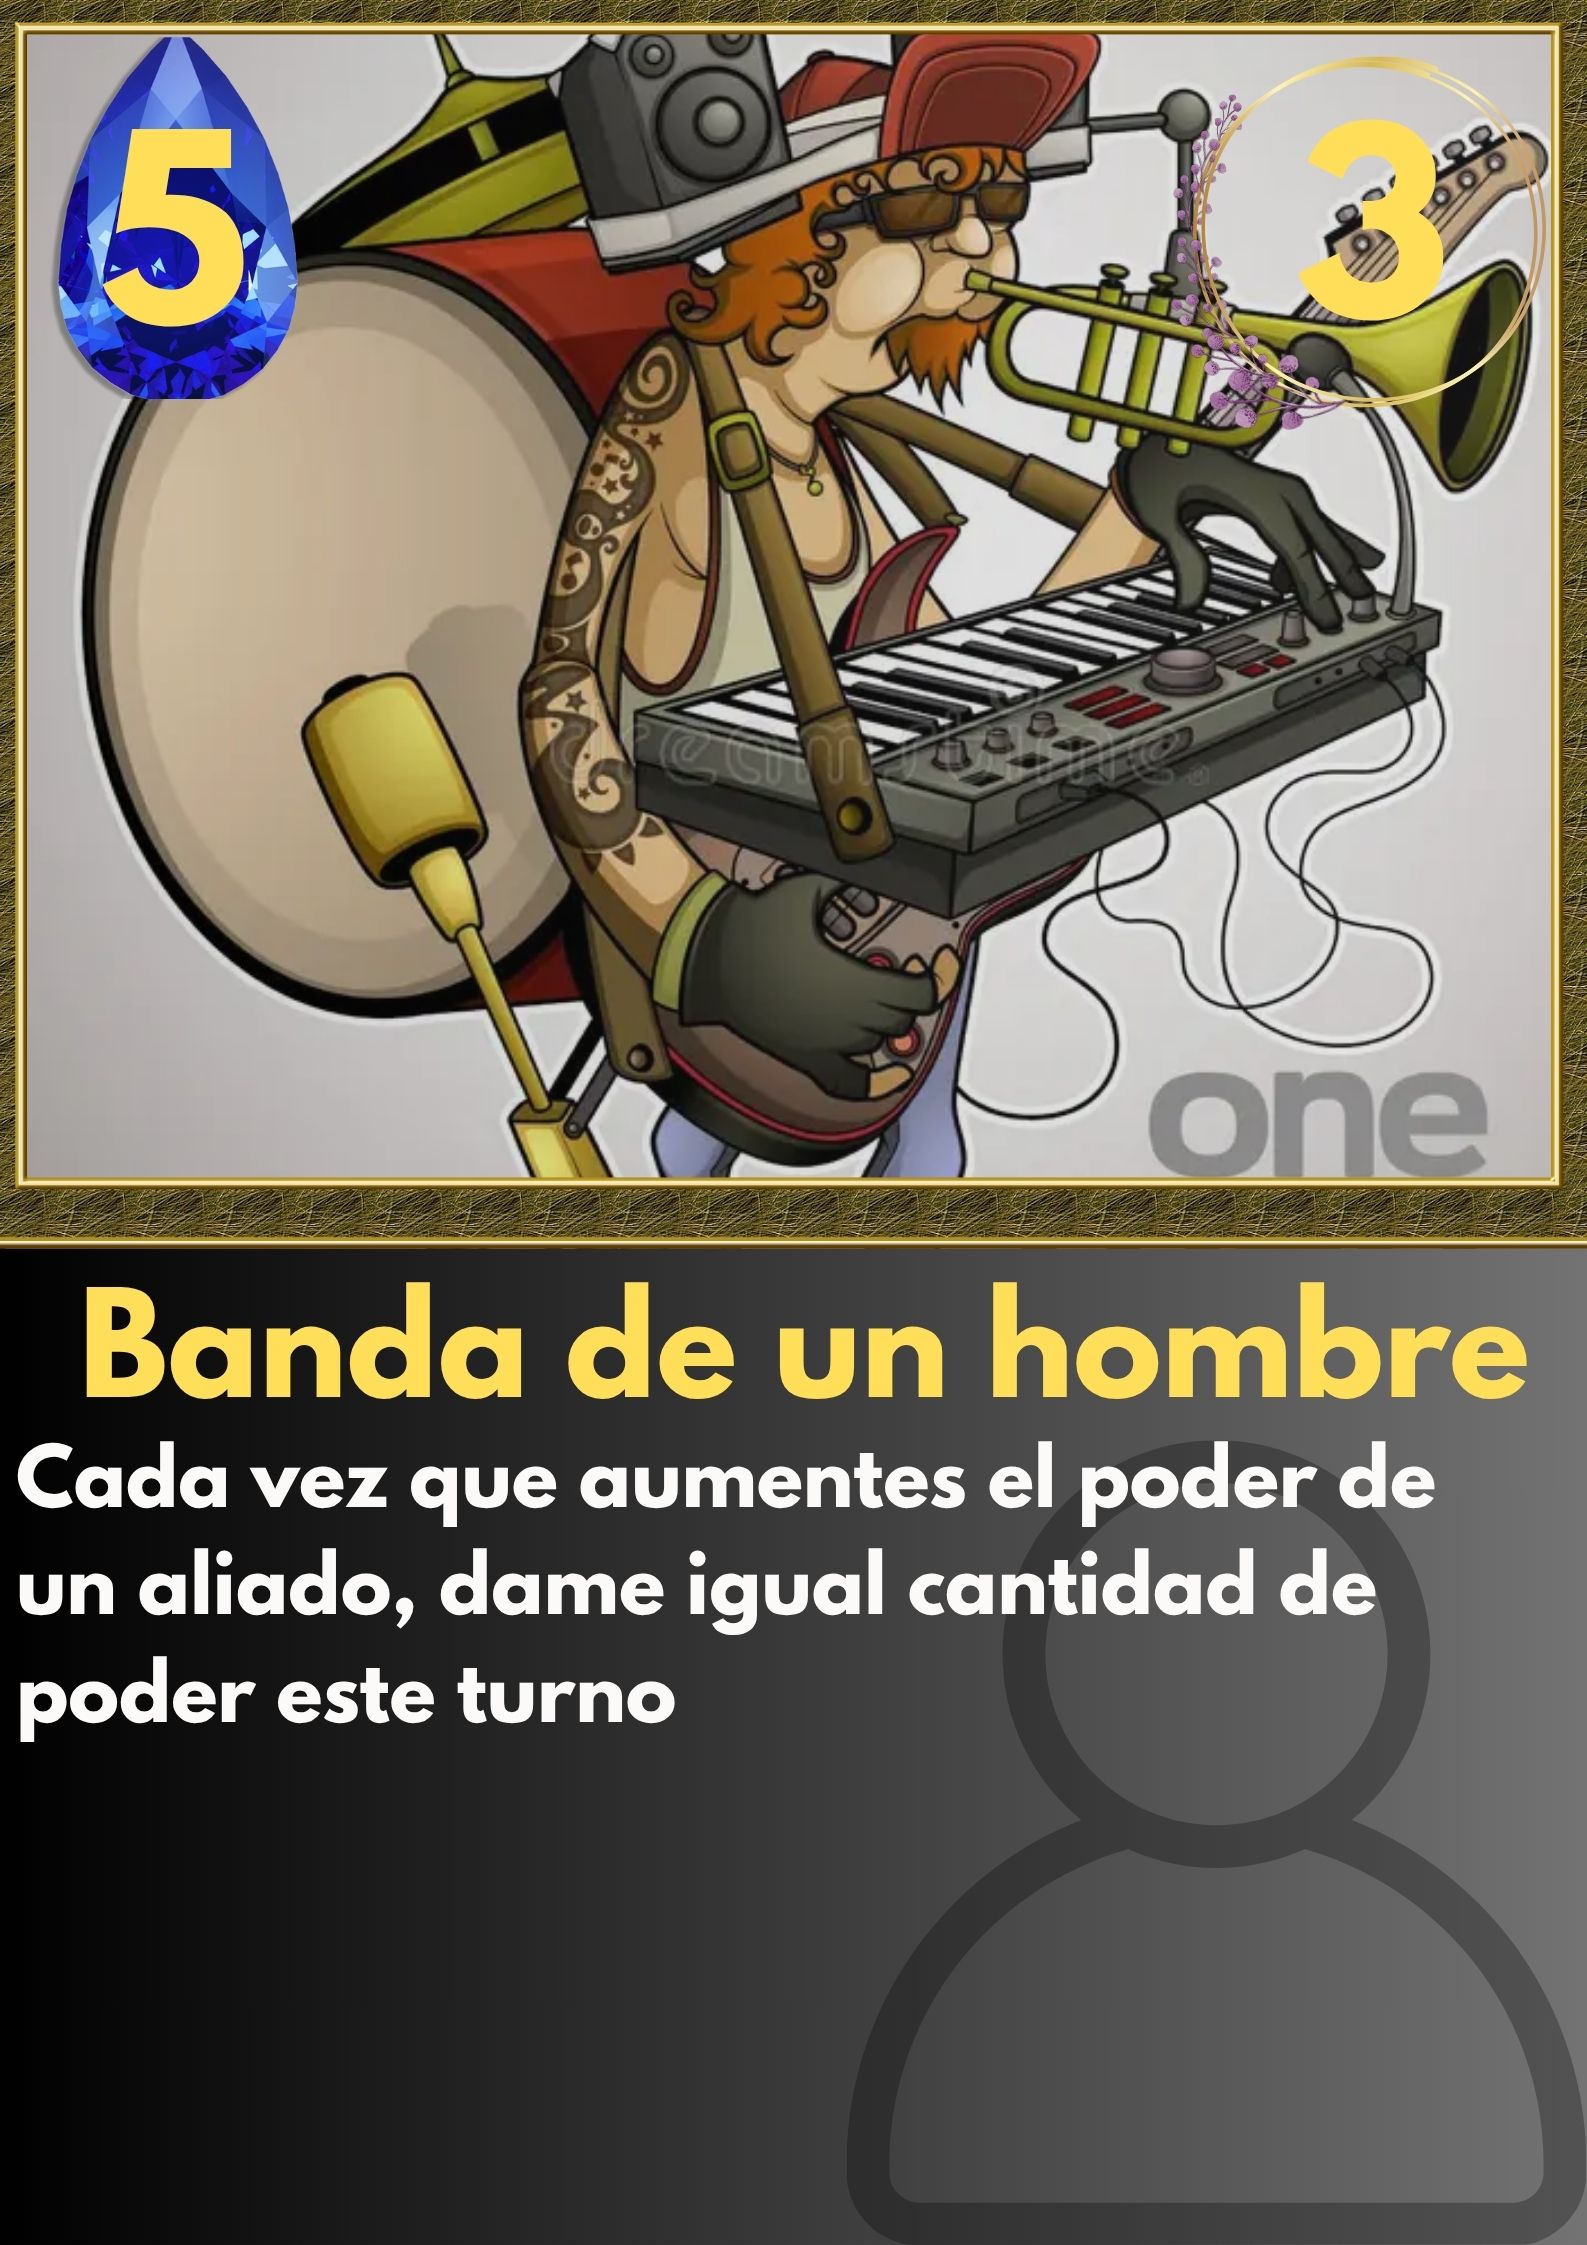 5
3
dreamstime
one
Banda de un hombre
Cada vez que aumentes el poder de
un aliado, dame igual cantidad de
poder este turno